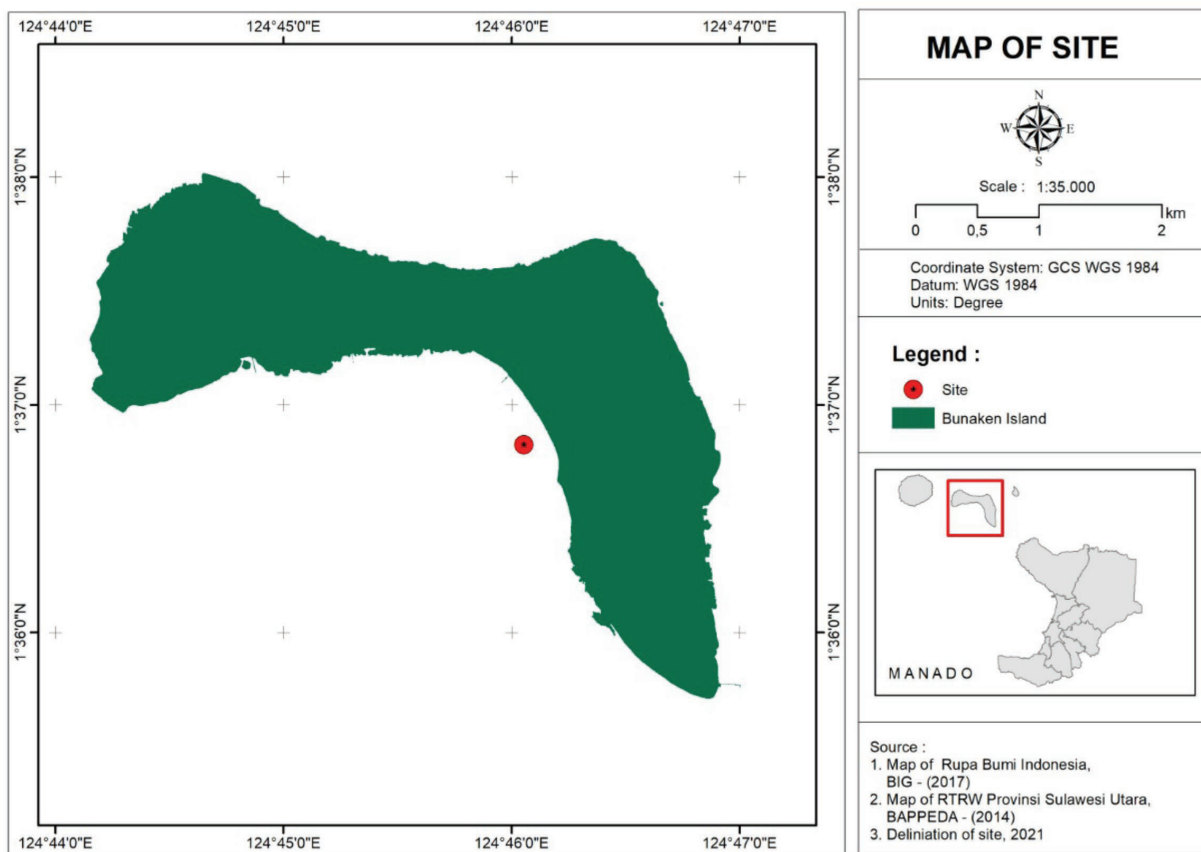 124°44'0"E 124°45'0"E 124°46'0"E 124°47'0"E
1°38'0"N 1°38'0"N
1°37'0"N 1°37'0"N
1°36'0"N 1°36'0"N
124°44'0"E 124°45'0"E 124°46'0"E 124°47'0"E
MAP OF SITE
N
W E
S
Scale : 1:35.000
km
0 0,5 1 2
Coordinate System: GCS WGS 1984
Datum: WGS 1984
Units: Degree
Legend :
Site
Bunaken Island
MANADO
Source :
1. Map of Rupa Bumi Indonesia,
BIG - (2017)
2. Map of RTRW Provinsi Sulawesi Utara,
BAPPEDA - (2014)
3. Deliniation of site, 2021